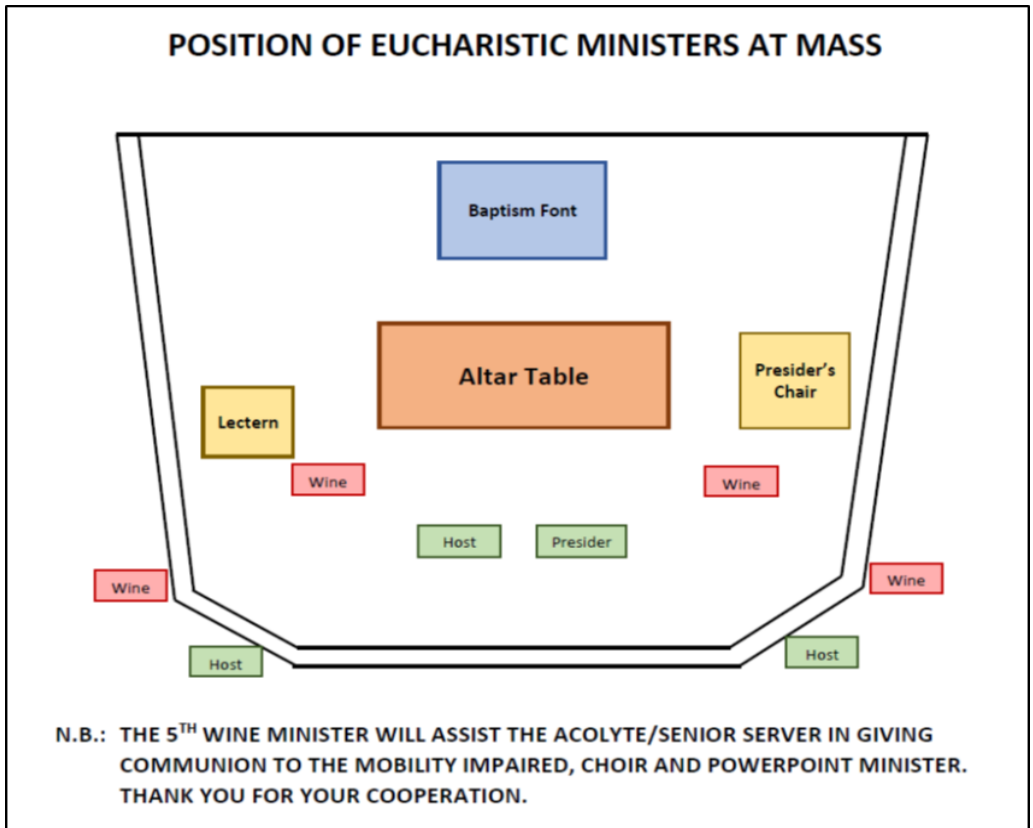 POSITION OF EUCHARISTIC MINISTERS AT MASS
Baptism Font
Altar Table
Presider’s
Chair
Lectern
Wine
Wine
Host
Presider
Wine
Wine
Host
Host
N.B.: THE 5TH WINE MINISTER WILL ASSIST THE ACOLYTE/SENIOR SERVER IN GIVING
COMMUNION TO THE MOBILITY IMPAIRED, CHOIR AND POWERPOINT MINISTER.
THANK YOU FOR YOUR COOPERATION.